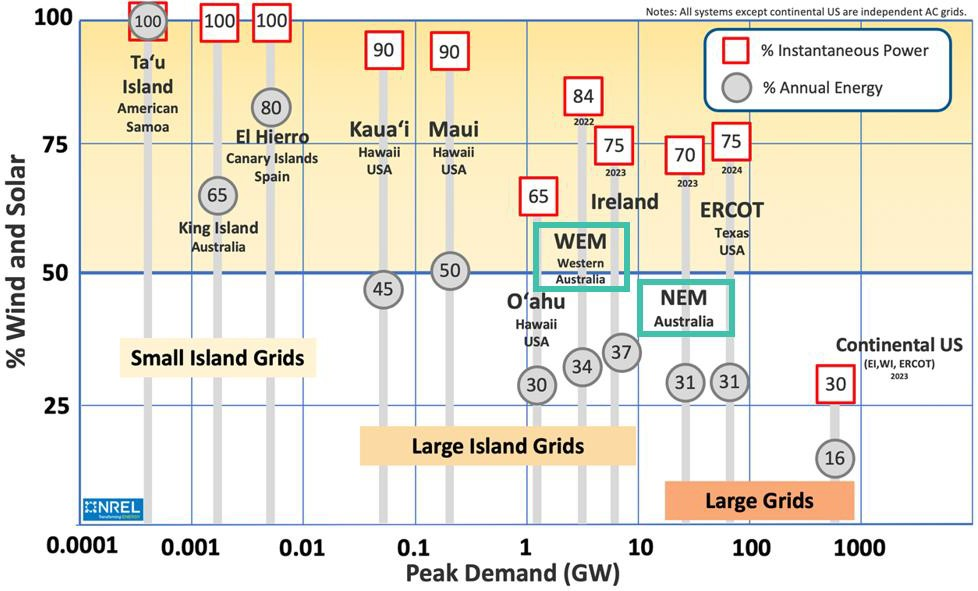 Notes: All systems except continental US are independent AC grids.
% Instantaneous Power
% Annual Energy
% Wind and Solar
100
75
50
25
100
100
100
90
90
84
2022
75
2023
70
2023
75
2024
65
Taʻu
Island
American
Samoa
80
El Hierro
Canary Islands
Spain
65
King Island
Australia
Kauaʻi
Hawaii
USA
45
Maui
Hawaii
USA
50
Oʻahu
Hawaii
USA
30
WEM
Western
Australia
34
Ireland
37
NEM
Australia
31
ERCOT
Texas
USA
31
Continental US
(EI,WI, ERCOT)
2023
30
16
Small Island Grids
Large Island Grids
Large Grids
NREL
Transforming ENERGY
0.0001
0.001
0.01
0.1
1
10
100
1000
Peak Demand (GW)